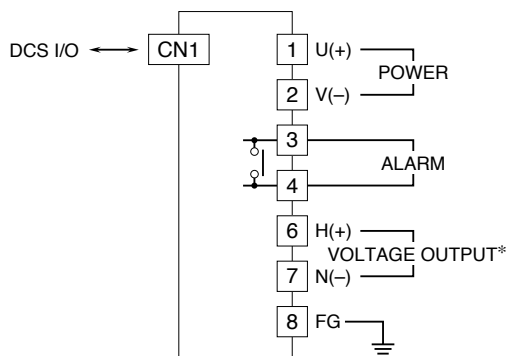 DCS I/O
CN1
1 U(+)
POWER
2 V(–)
3
ALARM
4
6 H(+)
VOLTAGE OUTPUT*
7 N(–)
8 FG